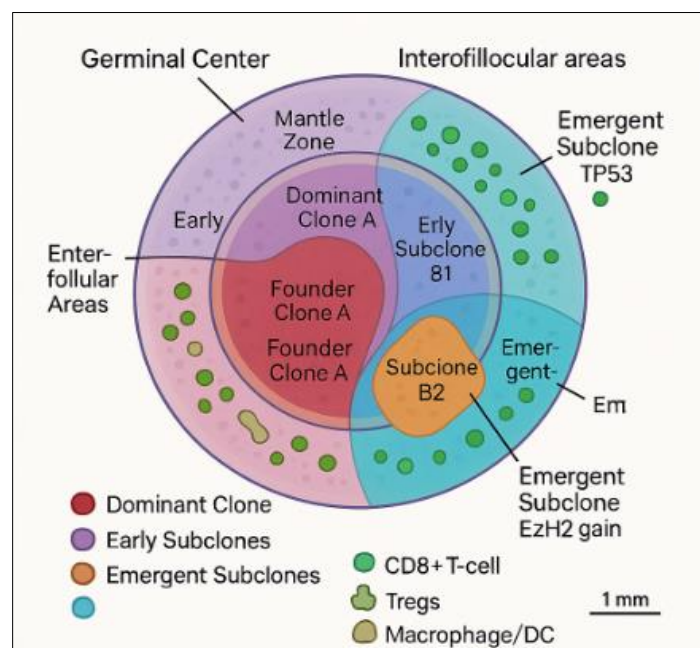 Germinal Center
Interofillocular areas
Mantle
Zone
Emergent
Subclone
TP53
Early
Dominant
Clone A
Erly
Subclone
81
Enter-
follular
Areas
Founder
Clone A
Founder
Clone A
Subcione
B2
Emer-
gent-
Em
Emergent
Subclone
EzH2 gain
Dominant Clone
Early Subclones
Emergent Subclones
CD8+ T-cell
Tregs
Macrophage/DC
1 mm